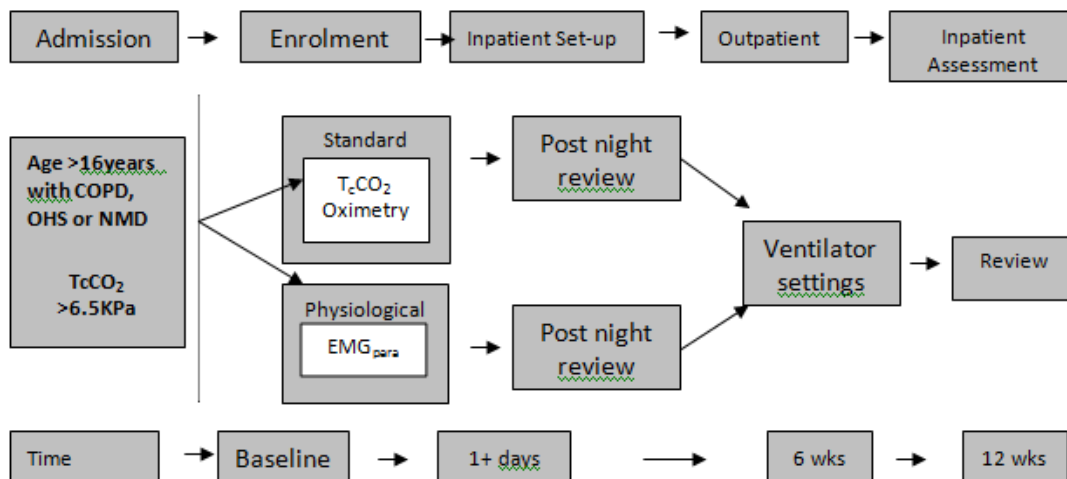 Admission
Enrolment
Inpatient Set-up
Outpatient
Inpatient
Assessment
Age >16years
with COPD,
OHS or NMD
TcCO₂
>6.5KPa
Standard
TcCO₂
Oximetry
Post night
review
Physiological
EMGpara
Post night
review
Ventilator
settings
Review
Time
Baseline
1+ days
6 wks
12 wks